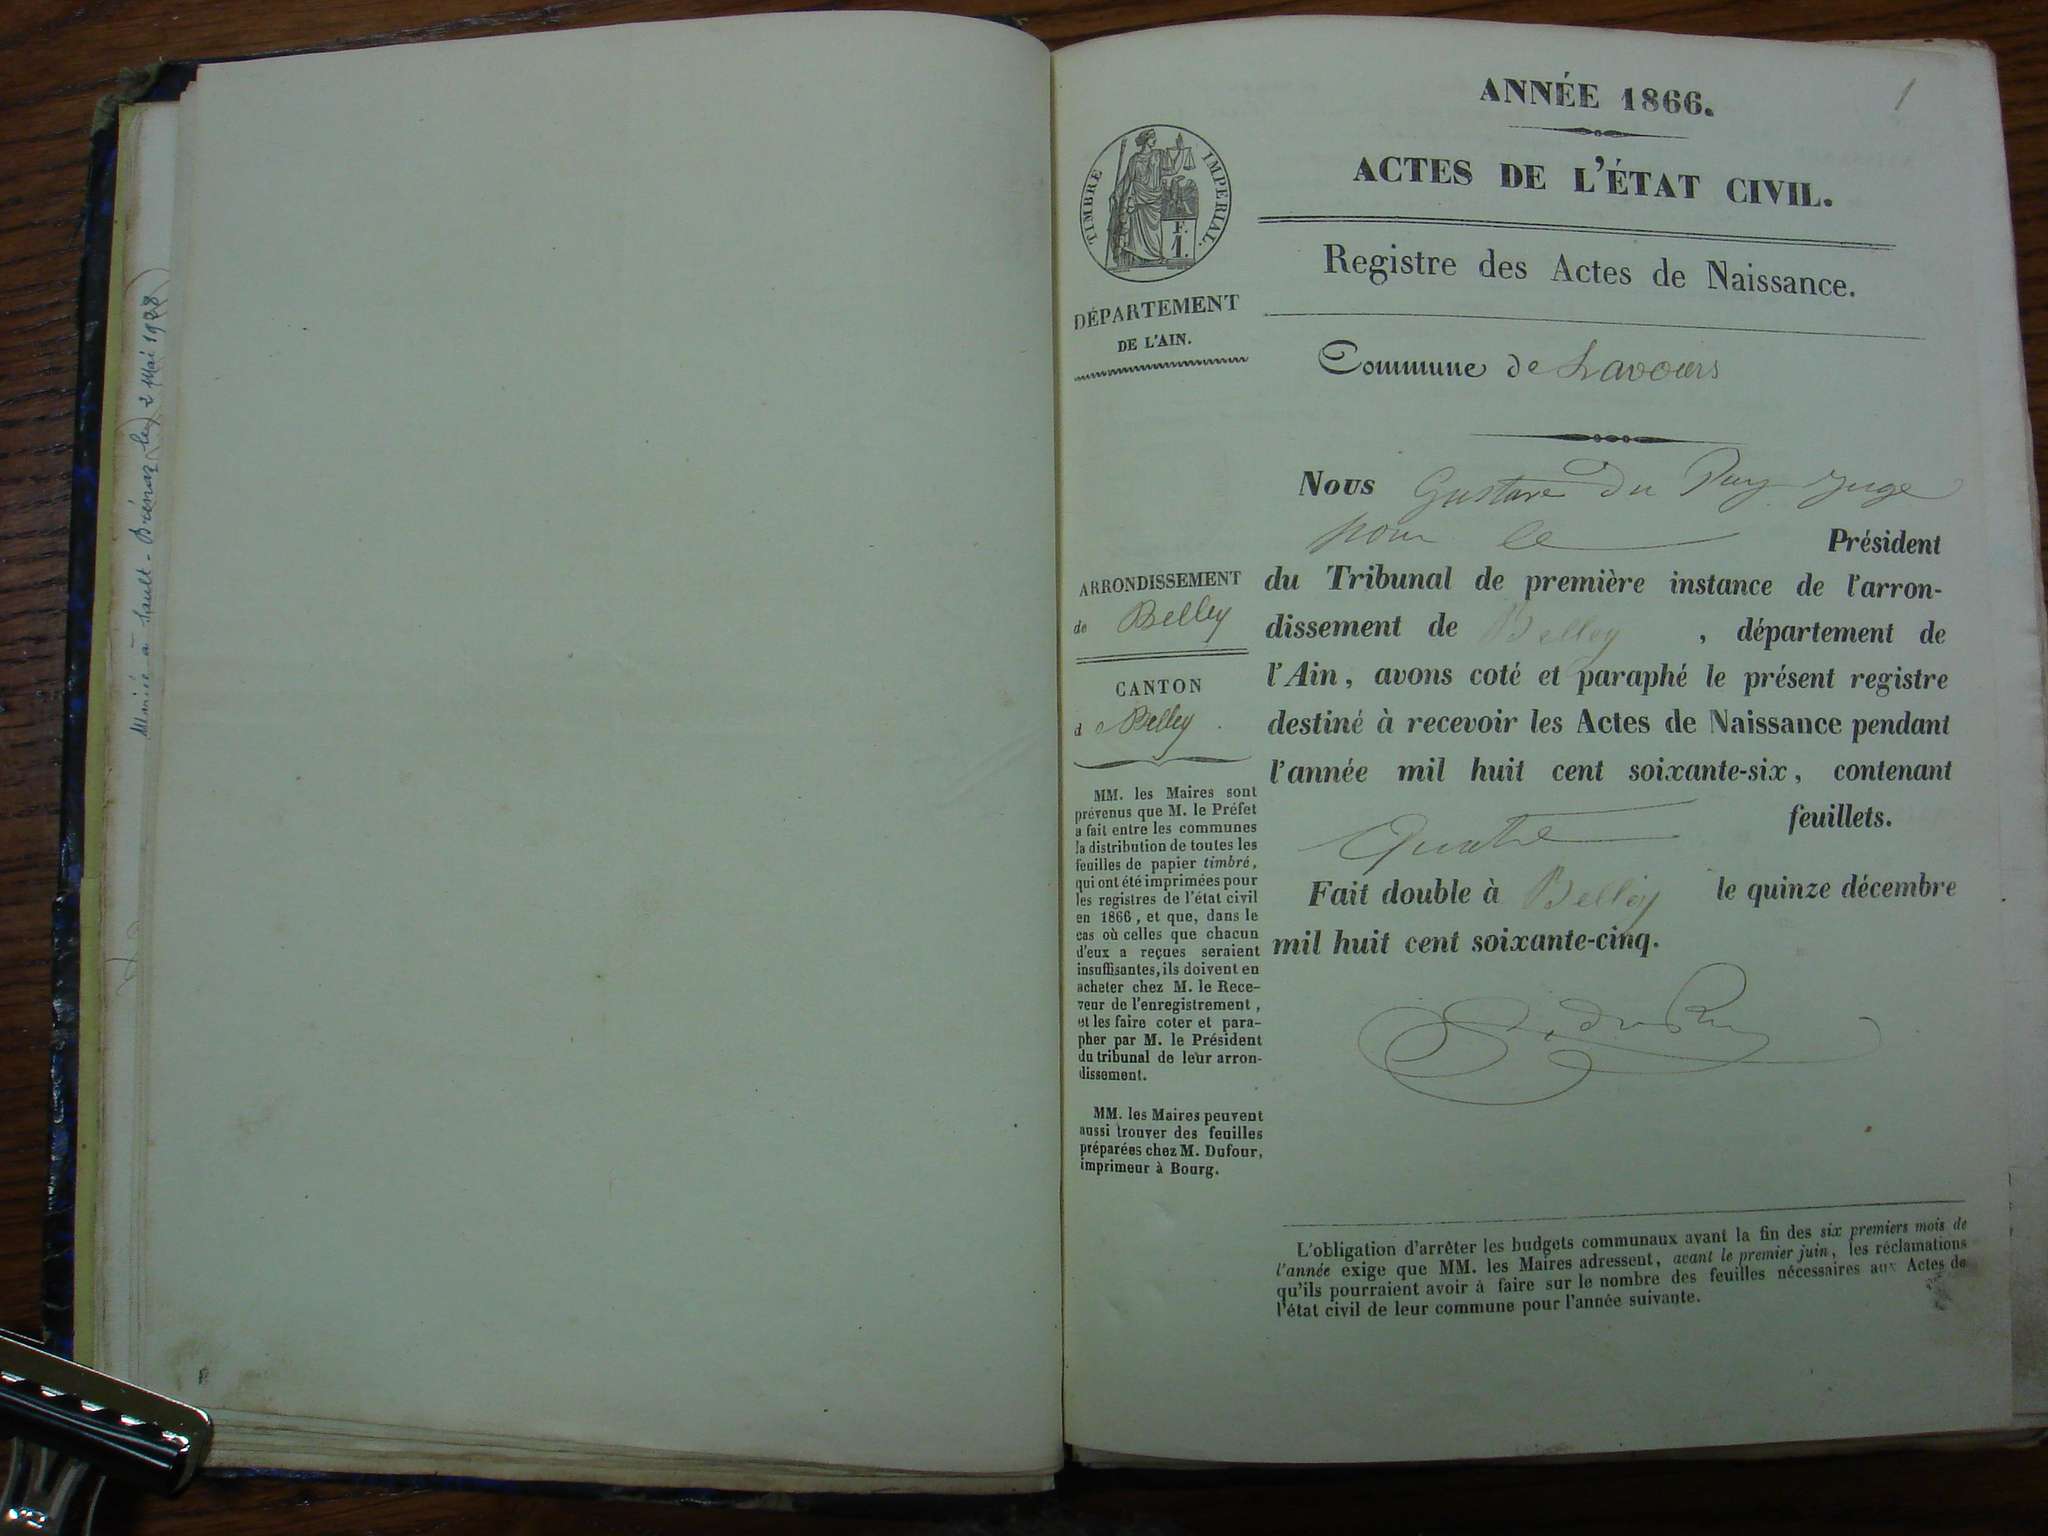 Mariée à Hault-Brénaz le 2 Mai 1928
1
ANNÉE 1866.
ACTES DE L'ÉTAT CIVIL.
Registre des Actes de Naissance.
TIMBRE IMPERIAL.
F.
1.
DÉPARTEMENT
DE L'AIN.
Commune de Lavours
Nous Gustave Du Puy Juge
pour le Président
du Tribunal de première instance de l'arron-
dissement de Belley, département de
l'Ain, avons coté et paraphé le présent registre
destiné à recevoir les Actes de Naissance pendant
l'année mil huit cent soixante-six, contenant
Quatre feuillets.
Fait double à Belley le quinze décembre
mil huit cent soixante-cinq.
G. du Puy
ARRONDISSEMENT
de Belley
CANTON
d Belley.
MM. les Maires sont
prévenus que M. le Préfet
a fait entre les communes
la distribution de toutes les
feuilles de papier timbré,
qui ont été imprimées pour
les registres de l'état civil
en 1866, et que, dans le
cas où celles que chacun
d'eux a reçues seraient
insuffisantes, ils doivent en
acheter chez M. le Rece-
veur de l'enregistrement,
et les faire coter et para-
pher par M. le Président
du tribunal de leur arron-
dissement.
MM. les Maires peuvent
aussi trouver des feuilles
préparées chez M. Dufour,
imprimeur à Bourg.
L'obligation d'arrêter les budgets communaux avant la fin des six premiers mois de
l'année exige que MM. les Maires adressent, avant le premier juin, les réclamations
qu'ils pourraient avoir à faire sur le nombre des feuilles nécessaires aux Actes de
l'état civil de leur commune pour l'année suivante.